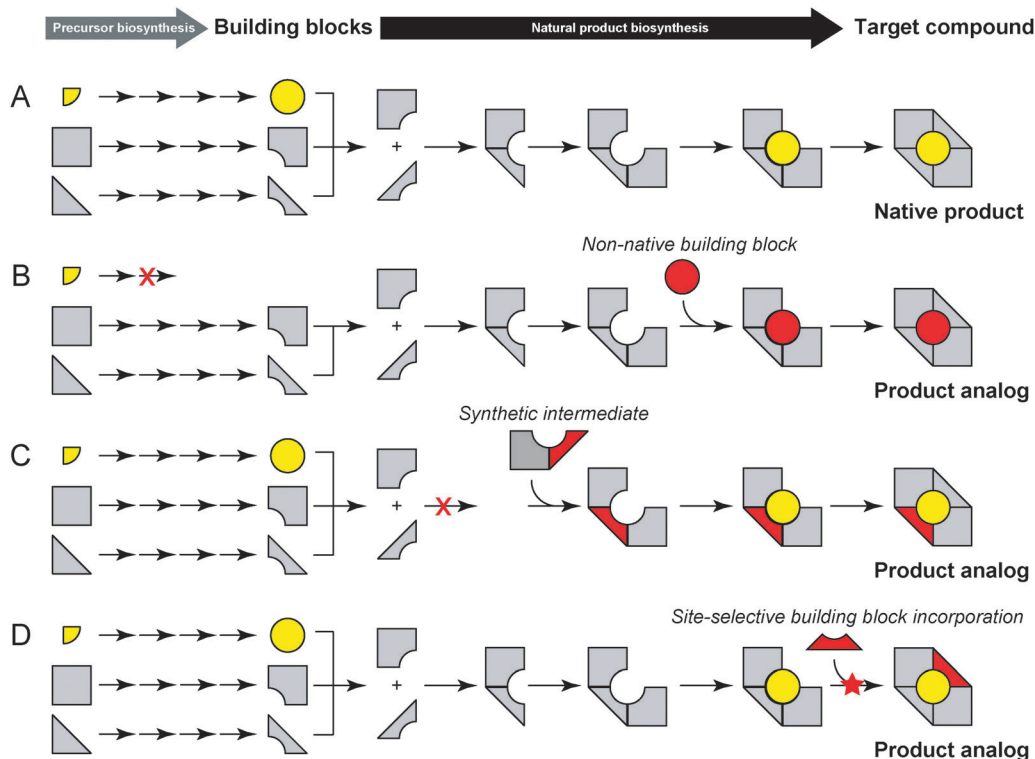 Precursor biosynthesis Building blocks Natural product biosynthesis Target compound
A
+
Native product
B
Non-native building block
X
+
Product analog
C
Synthetic intermediate
+
X
Product analog
D
Site-selective building block incorporation
+
Product analog